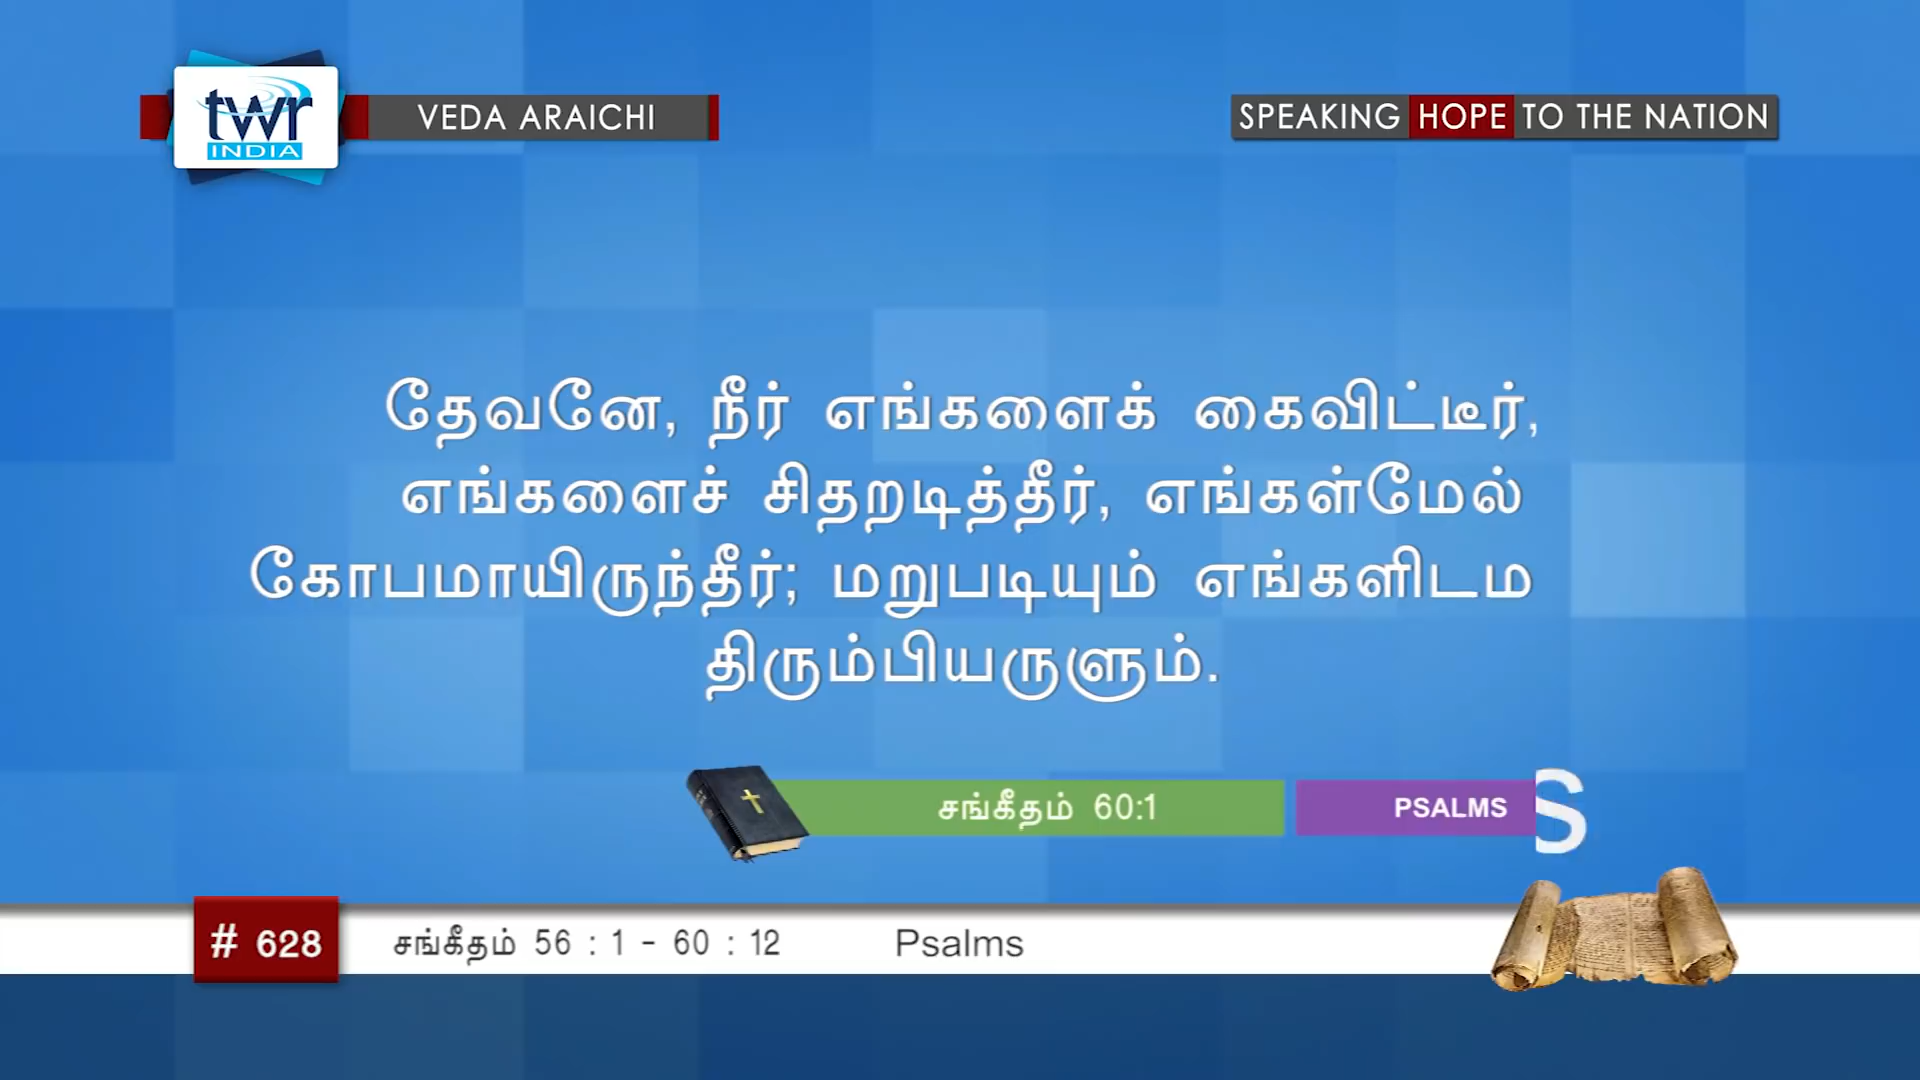 twr
INDIA
VEDA ARAICHI
SPEAKING HOPE TO THE NATION
தேவனே, நீர் எங்களைக் கைவிட்டீர்,
எங்களைச் சிதறடித்தீர், எங்கள்மேல்
கோபமாயிருந்தீர்; மறுபடியும் எங்களிடம
திரும்பியருளும்.
சங்கீதம் 60:1
PSALMS
S
# 628
சங்கீதம் 56 : 1 - 60 : 12
Psalms